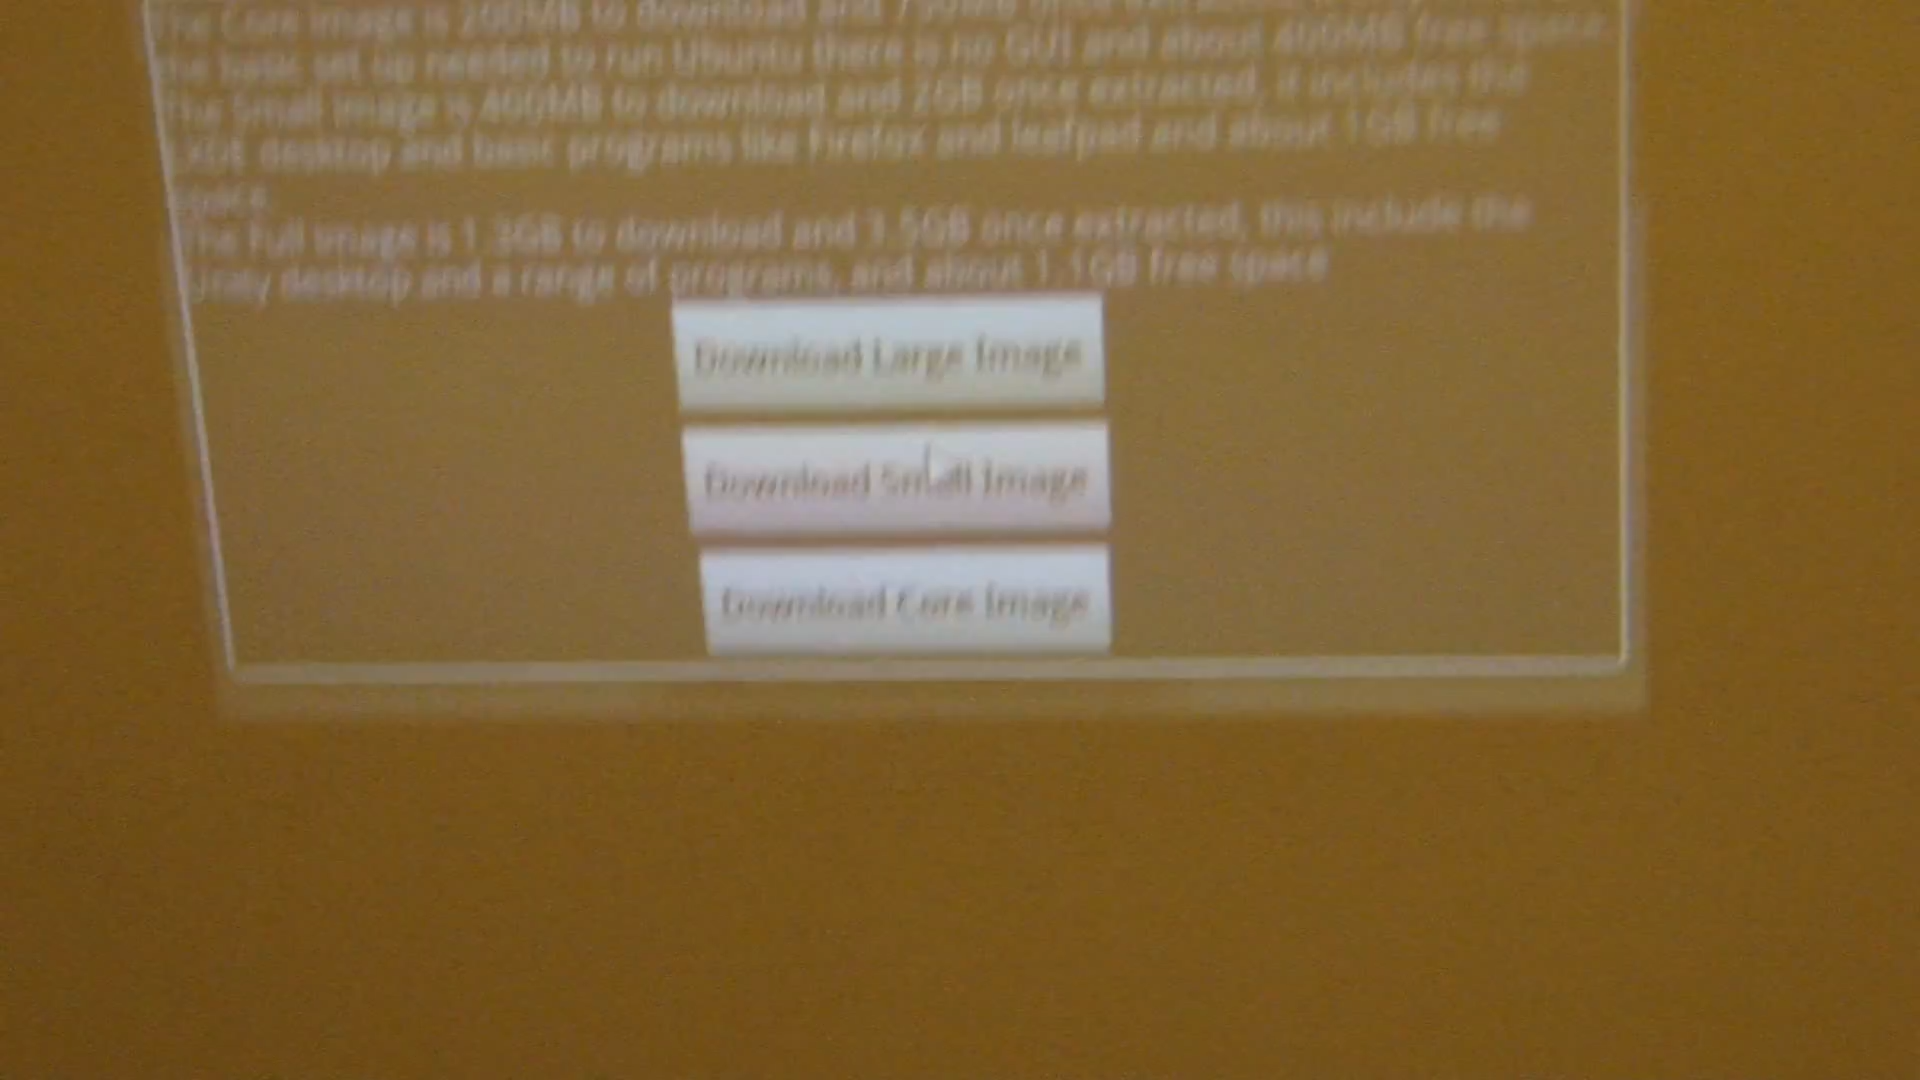 The Core Image is 200MB to download and
the basic set up needed to run Ubuntu there is no GUI and about 400MB free space
The Small Image is 400MB to download and 2GB once extracted, it includes the
LXDE desktop and basic programs like Firefox and leafpad and about 1GB free
space
The Full Image is 1.3GB to download and 3.5GB once extracted, this include the
Unity desktop and a range of programs, and about 1.1GB free space
Download Large Image
Download Small Image
Download Core Image